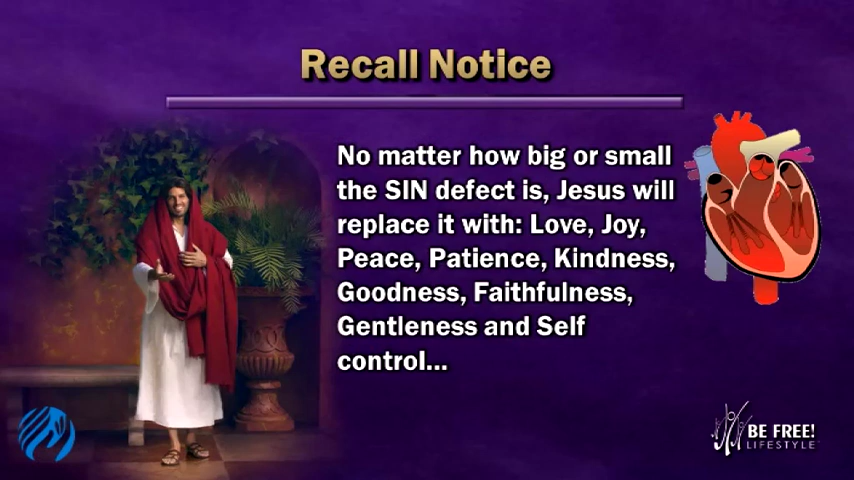 Recall Notice
No matter how big or small
the SIN defect is, Jesus will
replace it with: Love, Joy,
Peace, Patience, Kindness,
Goodness, Faithfulness,
Gentleness and Self
control...
BE FREE!
LIFESTYLE